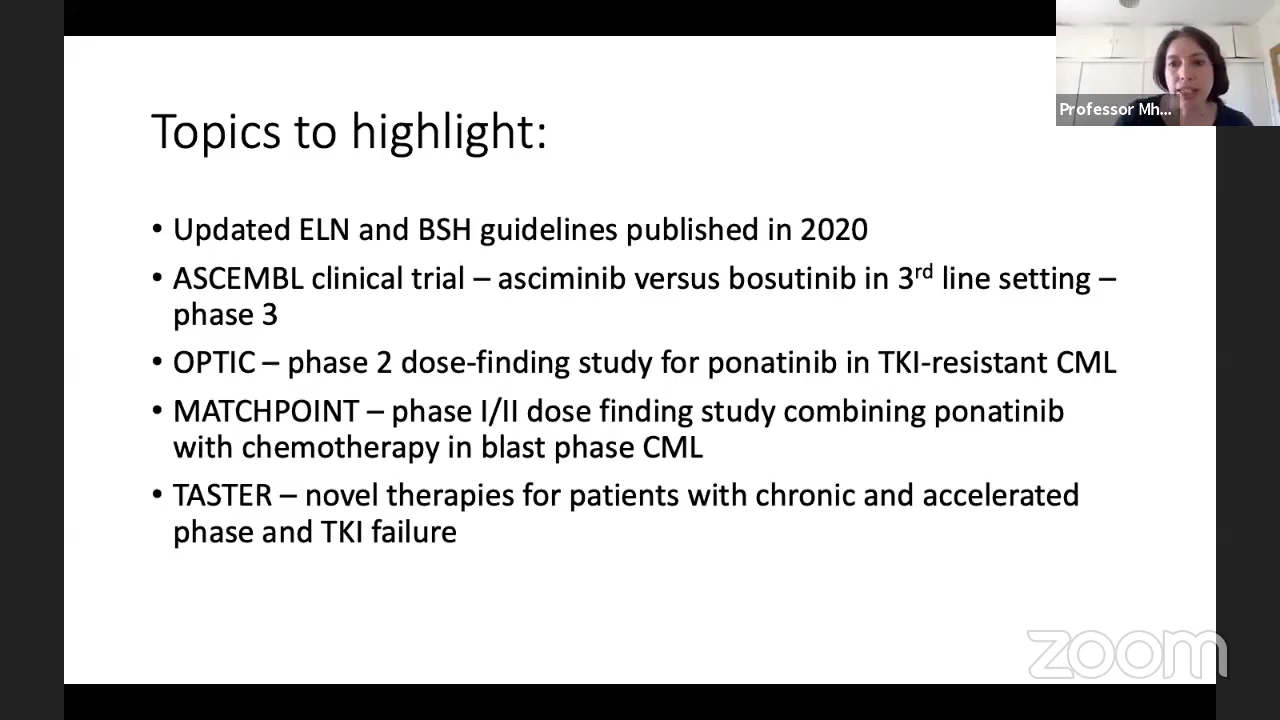 Professor Mh...
Topics to highlight:
• Updated ELN and BSH guidelines published in 2020
• ASCEMBL clinical trial – asciminib versus bosutinib in 3rd line setting –
phase 3
• OPTIC – phase 2 dose-finding study for ponatinib in TKI-resistant CML
• MATCHPOINT – phase I/II dose finding study combining ponatinib
with chemotherapy in blast phase CML
• TASTER – novel therapies for patients with chronic and accelerated
phase and TKI failure
zoom